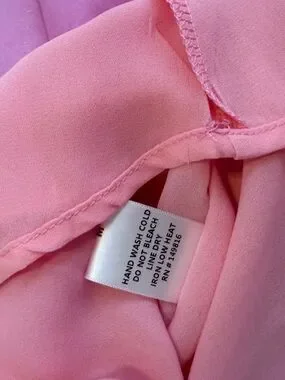 HAND WASH COLD
DO NOT BLEACH
LINE DRY
IRON LOW HEAT
RN # 149816